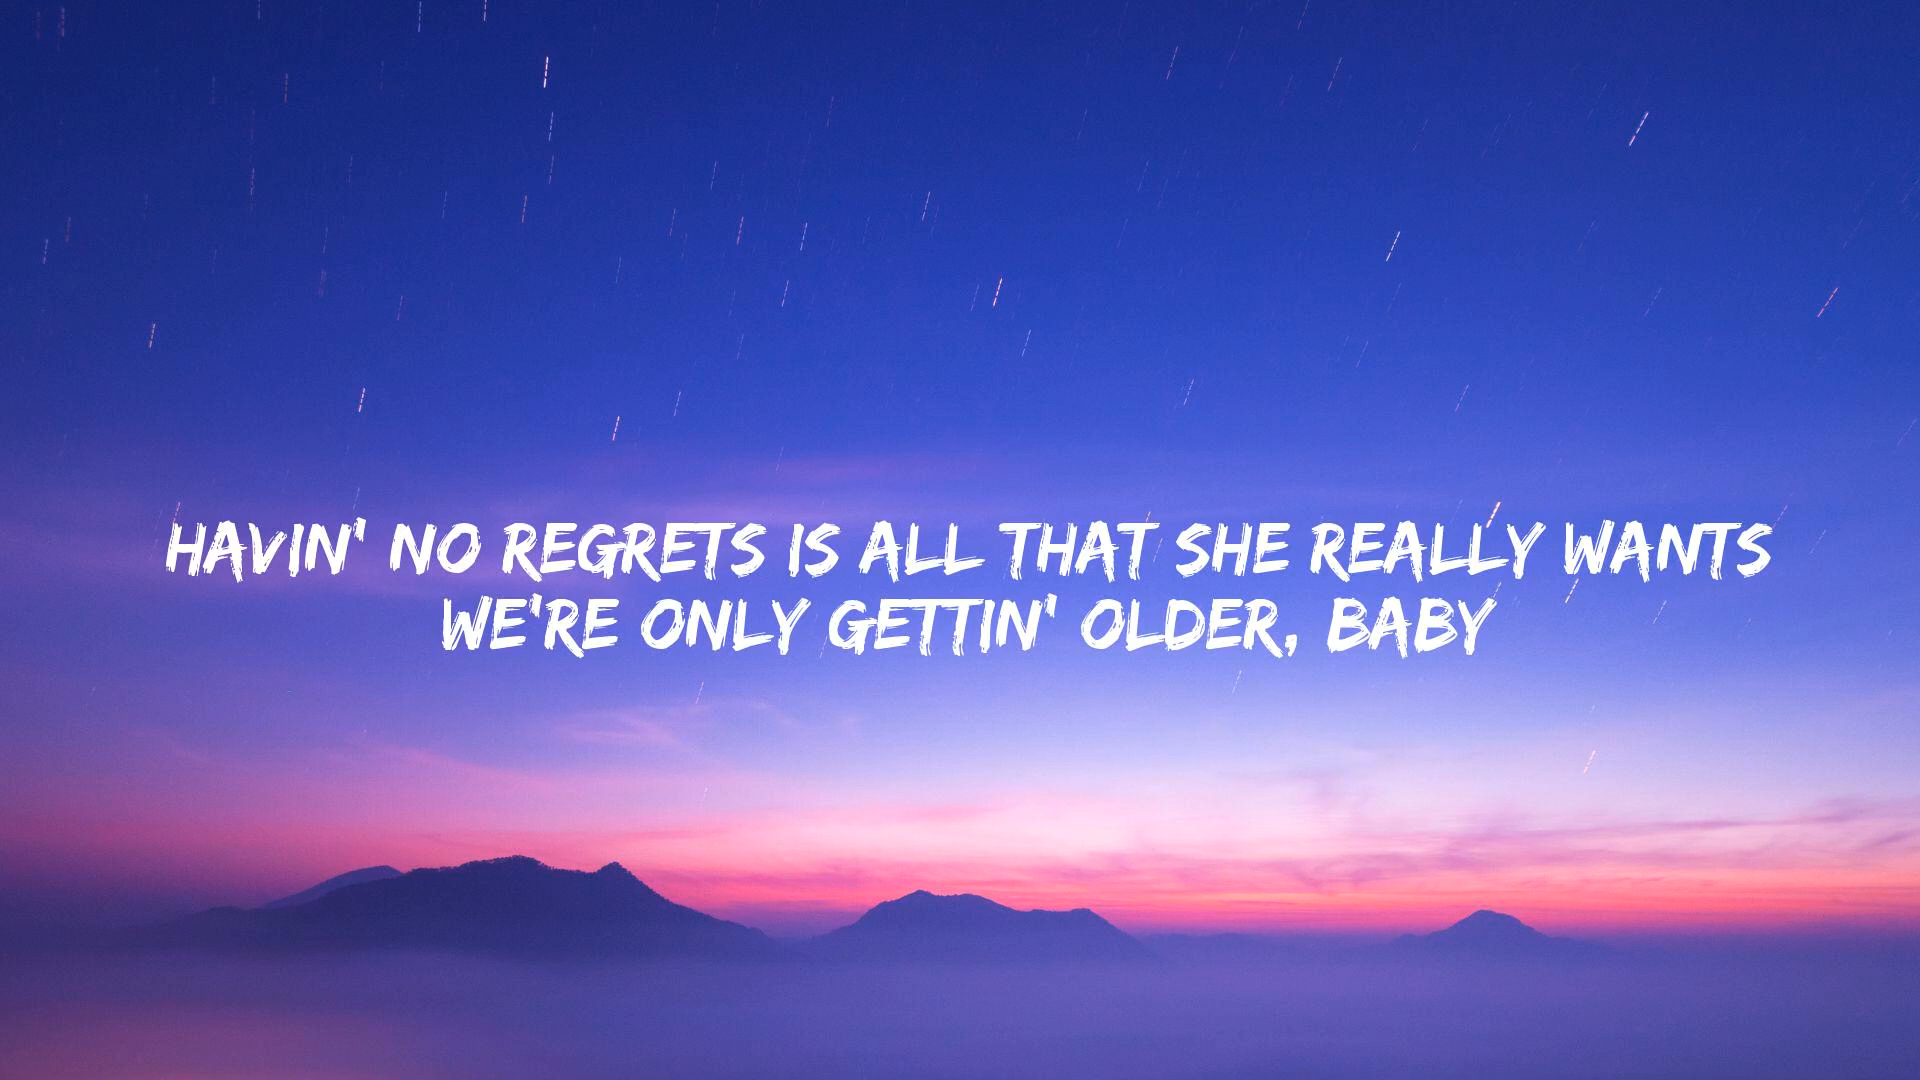 HAVIN' NO REGRETS IS ALL THAT SHE REALLY WANTS
WE'RE ONLY GETTIN' OLDER, BABY